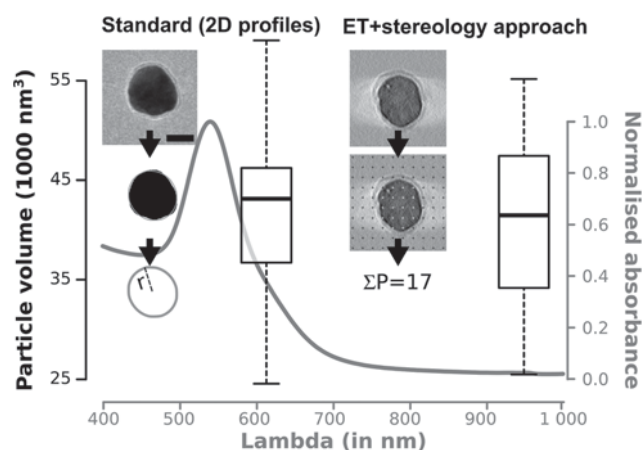 Standard (2D profiles)
ET+stereology approach
Particle volume (1000 nm³)
55
45
35
25
r
ΣP=17
Normalised absorbance
1.0
0.8
0.6
0.4
0.2
0.0
400 500 600 700 800 900 1 000
Lambda (in nm)